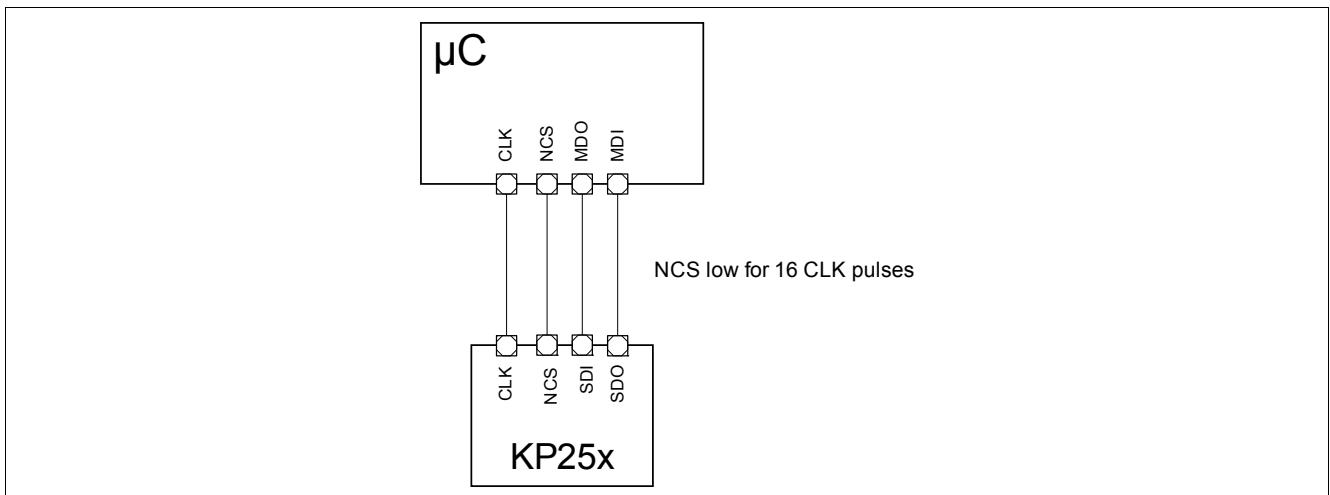 µC
CLK NCS MDO MDI
NCS low for 16 CLK pulses
CLK NCS SDI SDO
KP25x